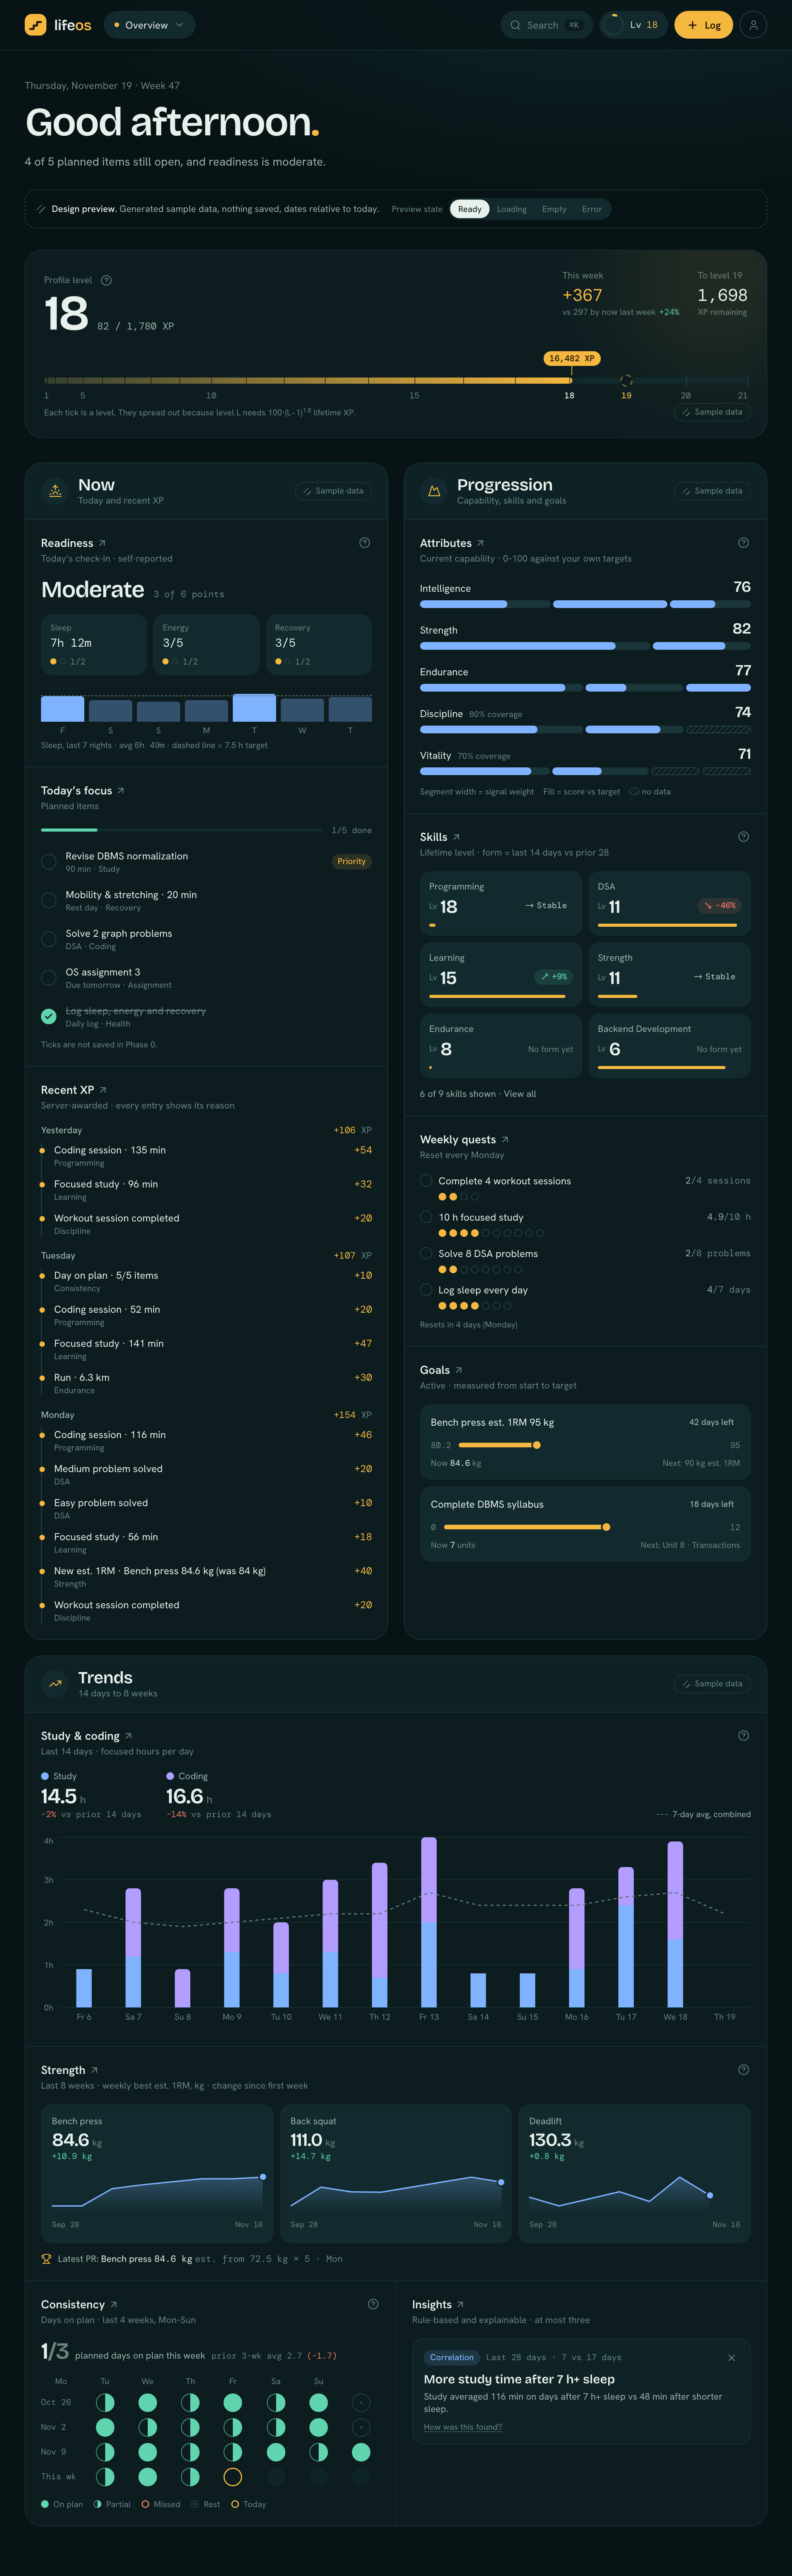 lifeos
Overview
Search ⌘K
Lv 18
+ Log
Thursday, November 19 · Week 47
Good afternoon.
4 of 5 planned items still open, and readiness is moderate.
Design preview. Generated sample data, nothing saved, dates relative to today.
Preview state Ready Loading Empty Error
Profile level
18 82 / 1,780 XP
This week
+367
vs 297 by now last week +24%
To level 19
1,698
XP remaining
16,482 XP
1 5 10 15 18 19 20 21
Each tick is a level. They spread out because level L needs 100·(L−1)^1.8 lifetime XP.
Sample data
Now
Today and recent XP
Sample data
Readiness
Today's check-in · self-reported
Moderate 3 of 6 points
Sleep
7h 12m
1/2
Energy
3/5
1/2
Recovery
3/5
1/2
F S S M T W T
Sleep, last 7 nights · avg 6h 49m · dashed line = 7.5 h target
Today's focus
Planned items
1/5 done
Revise DBMS normalization
90 min · Study
Priority
Mobility & stretching · 20 min
Rest day · Recovery
Solve 2 graph problems
DSA · Coding
OS assignment 3
Due tomorrow · Assignment
Log sleep, energy and recovery
Daily log · Health
Ticks are not saved in Phase 0.
Recent XP
Server-awarded · every entry shows its reason
Yesterday +106 XP
Coding session · 135 min +54
Programming
Focused study · 96 min +32
Learning
Workout session completed +20
Discipline
Tuesday +107 XP
Day on plan · 5/5 items +10
Consistency
Coding session · 52 min +20
Programming
Focused study · 141 min +47
Learning
Run · 6.3 km +30
Endurance
Monday +154 XP
Coding session · 116 min +46
Programming
Medium problem solved +20
DSA
Easy problem solved +10
DSA
Focused study · 56 min +18
Learning
New est. 1RM · Bench press 84.6 kg (was 84 kg) +40
Strength
Workout session completed +20
Discipline
Progression
Capability, skills and goals
Sample data
Attributes
Current capability · 0–100 against your own targets
Intelligence 76
Strength 82
Endurance 77
Discipline 80% coverage 74
Vitality 70% coverage 71
Segment width = signal weight Fill = score vs target no data
Skills
Lifetime level · form = last 14 days vs prior 28
Programming
Lv 18 → Stable
DSA
Lv 11 ↘ -46%
Learning
Lv 15 ↗ +9%
Strength
Lv 11 → Stable
Endurance
Lv 8 No form yet
Backend Development
Lv 6 No form yet
6 of 9 skills shown · View all
Weekly quests
Reset every Monday
Complete 4 workout sessions 2/4 sessions
10 h focused study 4.9/10 h
Solve 8 DSA problems 2/8 problems
Log sleep every day 4/7 days
Resets in 4 days (Monday)
Goals
Active · measured from start to target
Bench press est. 1RM 95 kg 42 days left
80.2 95
Now 84.6 kg Next: 90 kg est. 1RM
Complete DBMS syllabus 18 days left
0 12
Now 7 units Next: Unit 8 · Transactions
Trends
14 days to 8 weeks
Sample data
Study & coding
Last 14 days · focused hours per day
Study
14.5 h
-2% vs prior 14 days
Coding
16.6 h
-14% vs prior 14 days
7-day avg, combined
4h
3h
2h
1h
0h
Fr 6 Sa 7 Su 8 Mo 9 Tu 10 We 11 Th 12 Fr 13 Sa 14 Su 15 Mo 16 Tu 17 We 18 Th 19
Strength
Last 8 weeks · weekly best est. 1RM, kg · change since first week
Bench press
84.6 kg
+10.9 kg
Sep 28 Nov 16
Back squat
111.0 kg
+14.7 kg
Sep 28 Nov 16
Deadlift
130.3 kg
+0.8 kg
Sep 28 Nov 16
Latest PR: Bench press 84.6 kg est. from 72.5 kg × 5 · Mon
Consistency
Days on plan · last 4 weeks, Mon–Sun
1/3 planned days on plan this week prior 3-wk avg 2.7 (-1.7)
Mo Tu We Th Fr Sa Su
Oct 26
Nov 2
Nov 9
This wk
On plan Partial Missed Rest Today
Insights
Rule-based and explainable · at most three
Correlation Last 28 days · 7 vs 17 days
More study time after 7 h+ sleep
Study averaged 116 min on days after 7 h+ sleep vs 48 min after shorter
sleep.
How was this found?